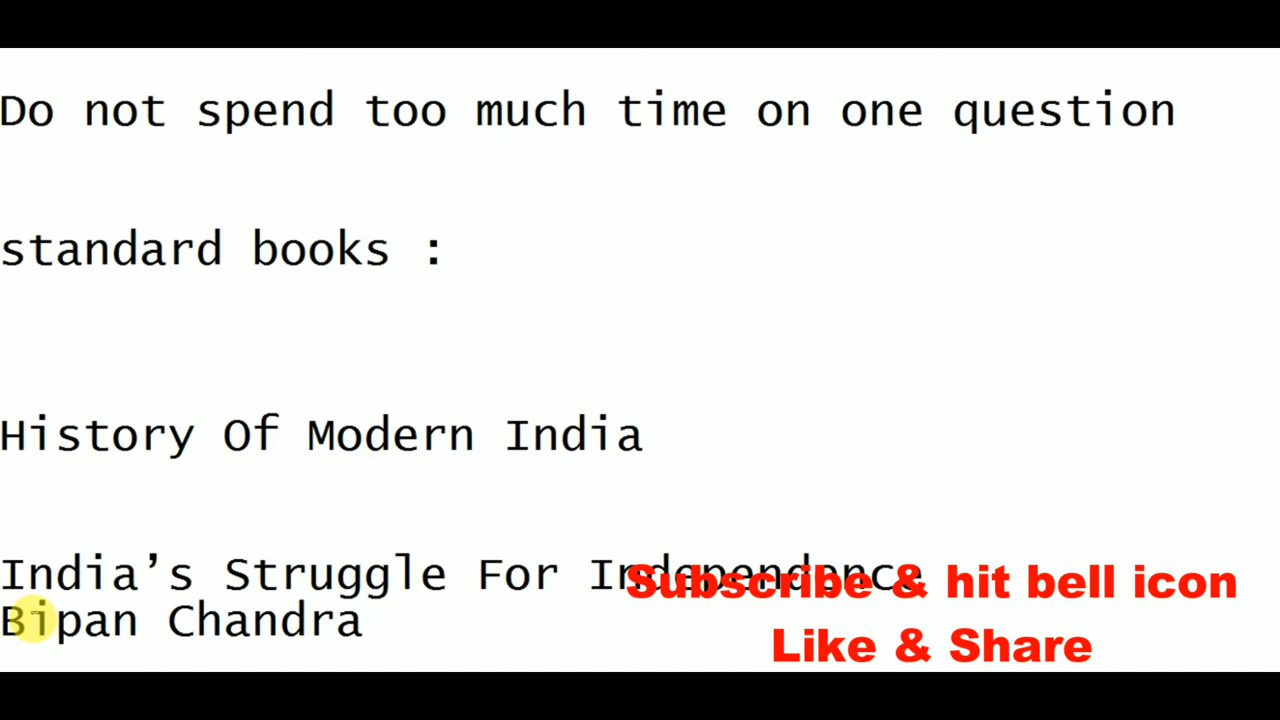 Do not spend too much time on one question
standard books :
History Of Modern India
India’s Struggle For Independence
Bipan Chandra
Subscribe & hit bell icon
Like & Share